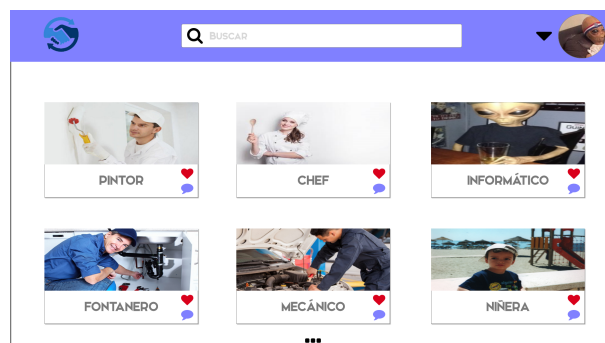 Buscar
PINTOR
CHEF
INFORMÁTICO
FONTANERO
MECÁNICO
NIÑERA